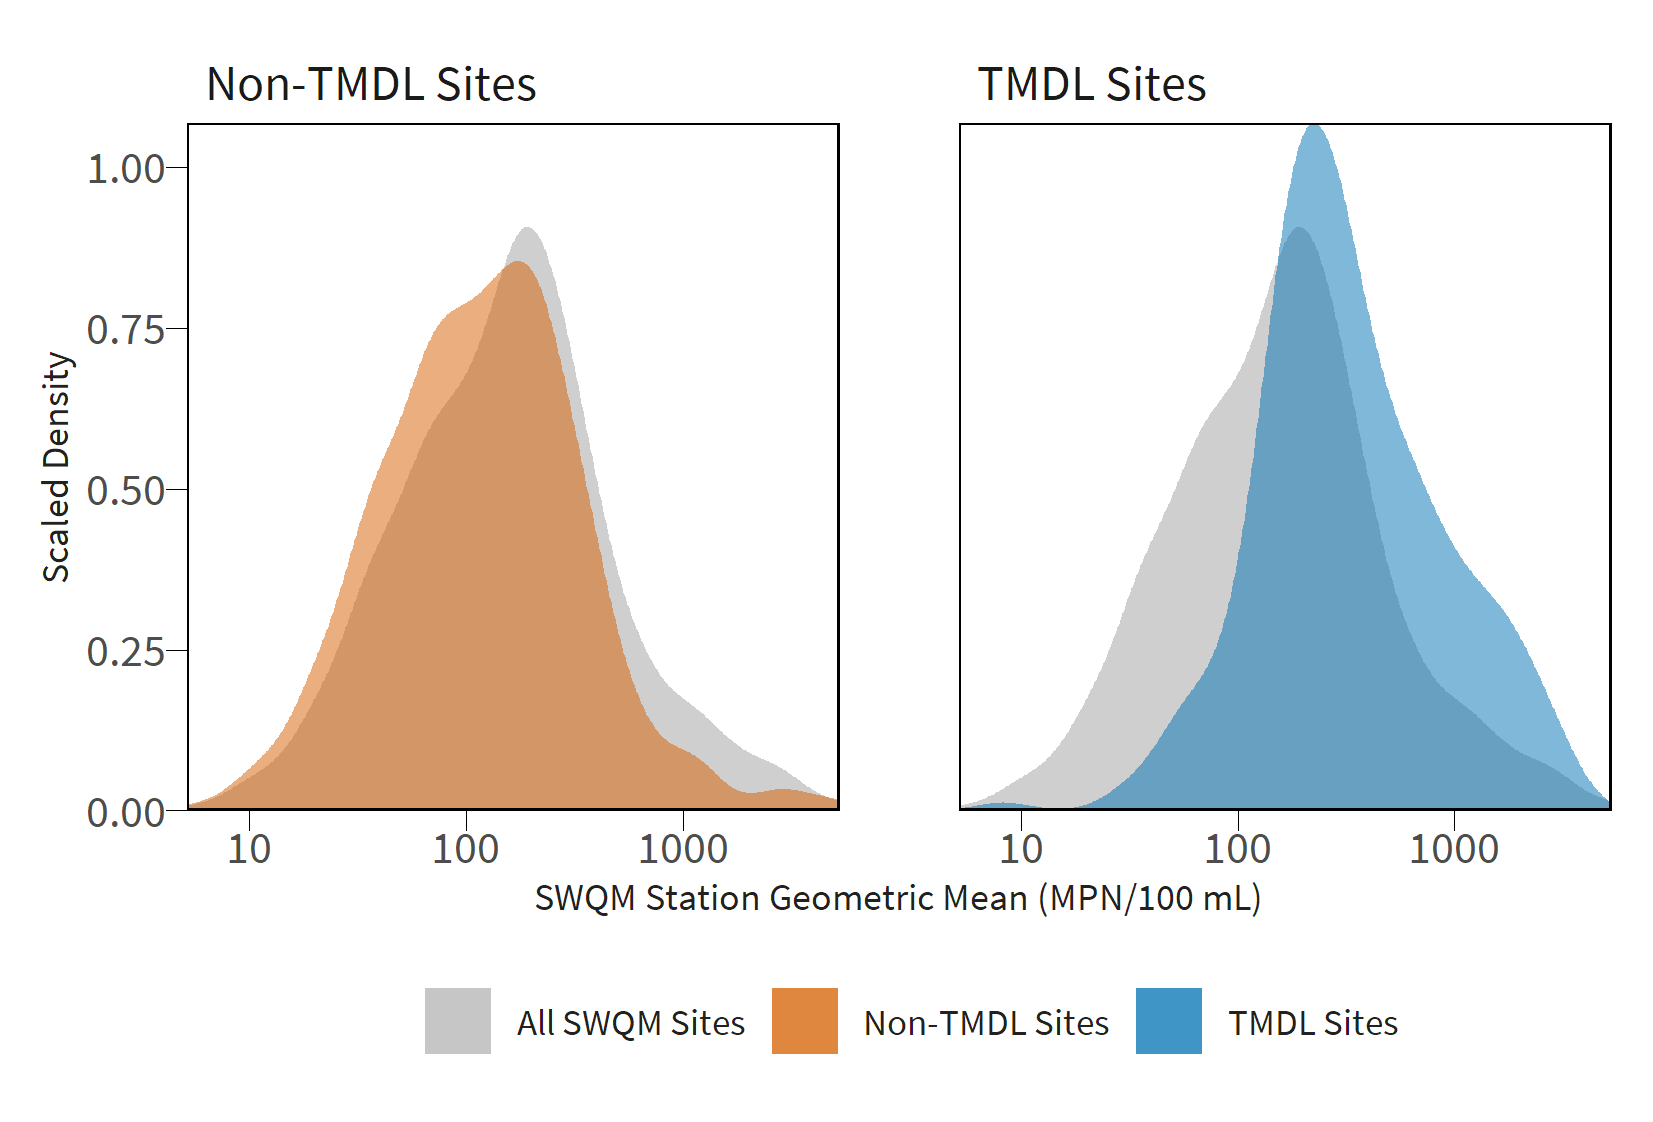 Non-TMDL Sites
TMDL Sites
1.00
0.75
0.50
0.25
0.00
Scaled Density
10 100 1000
10 100 1000
SWQM Station Geometric Mean (MPN/100 mL)
All SWQM Sites Non-TMDL Sites TMDL Sites